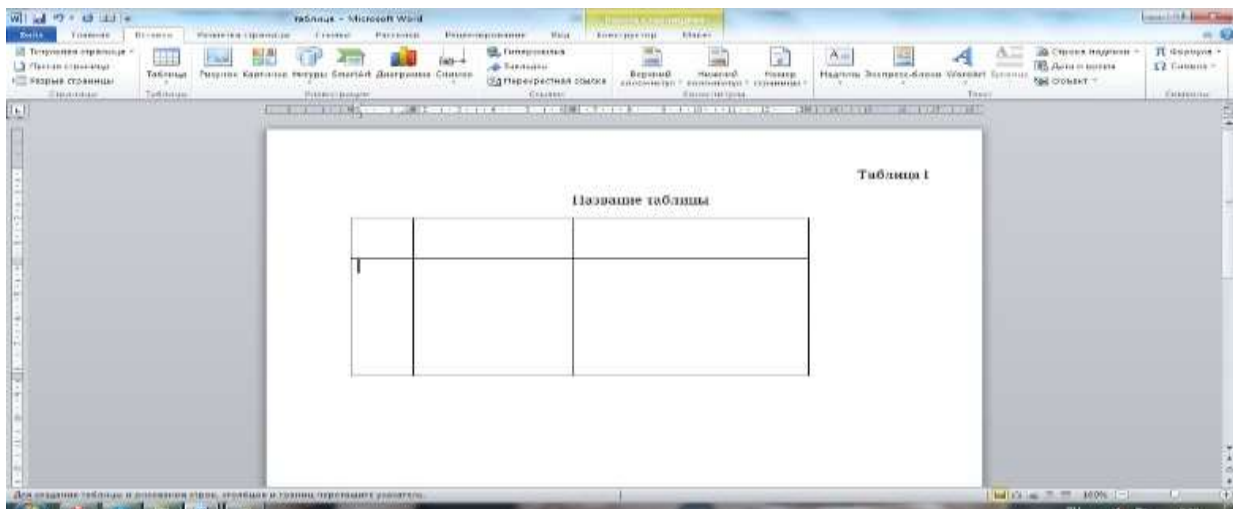 таблица - Microsoft Word
Файл Главная Вставка Разметка страницы Ссылки Рассылки Рецензирование Вид Конструктор Макет
Титульная страница
Пустая страница
Разрыв страницы
Таблица
Рисунок Картинка Фигуры SmartArt Диаграмма Снимок
Гиперссылка
Закладка
Перекрестная ссылка
Верхний колонтитул
Нижний колонтитул
Номер страницы
Надпись Экспресс-блоки WordArt Буквица
Строка подписи
Дата и время
Объект
Формула
Символ
Страницы Таблицы Иллюстрации Ссылки Колонтитулы Текст Символы
Таблица 1
Название таблицы
Для создания таблицы и рисования строк, столбцов и границ перетащите указатель.
100%